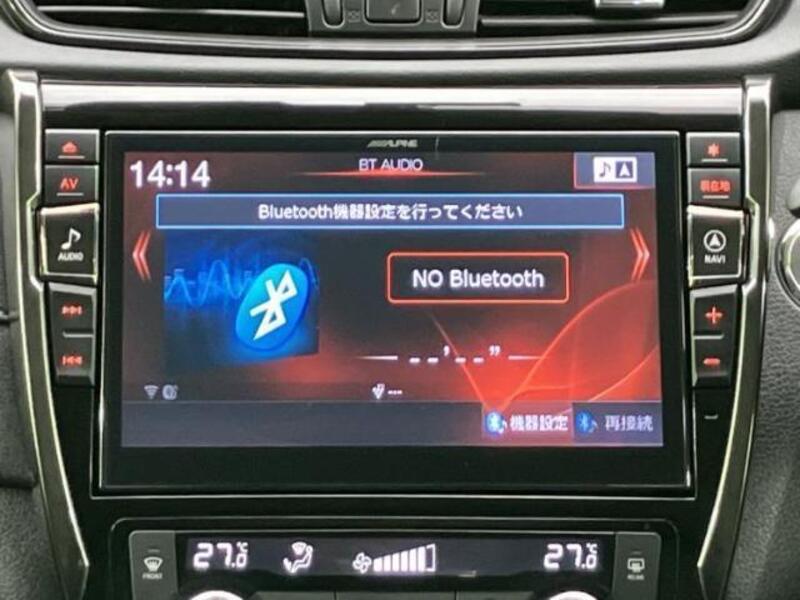 ALPINE
BT AUDIO
14:14
Bluetooth機器設定を行ってください
NO Bluetooth
--'--"
---
機器設定
再接続
AV
AUDIO
現在地
NAVI
27.0℃
27.0℃
FRONT
REAR